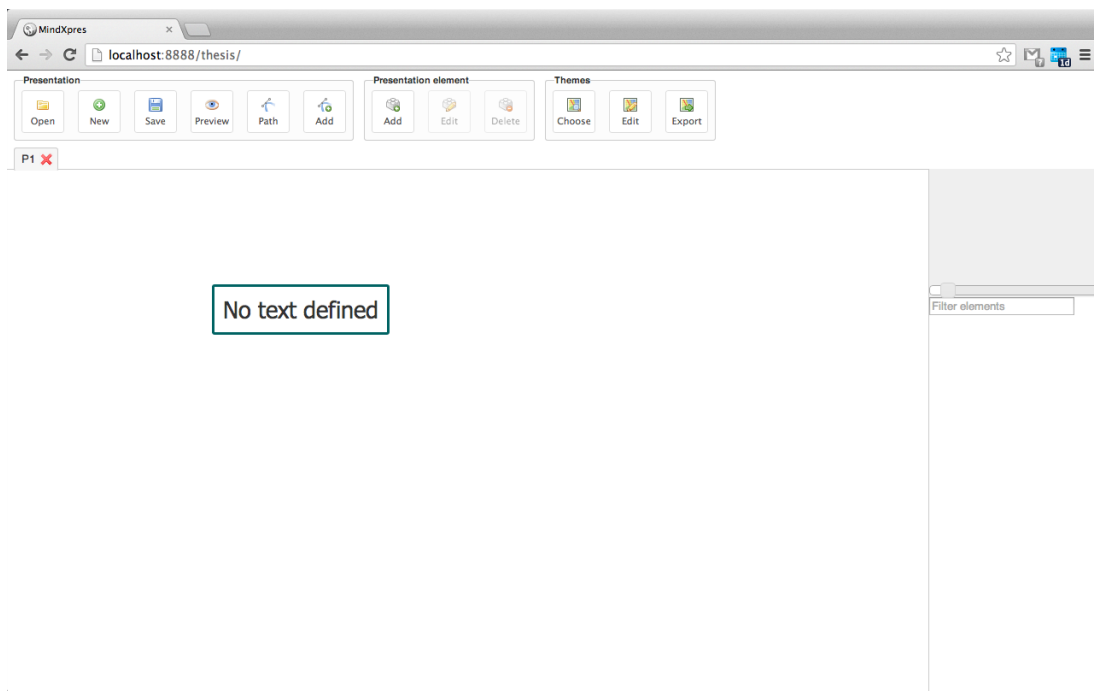 MindXpres
localhost:8888/thesis/
1d
Presentation
Presentation element
Themes
Open New Save Preview Path Add Add Edit Delete Choose Edit Export
P1
No text defined
Filter elements